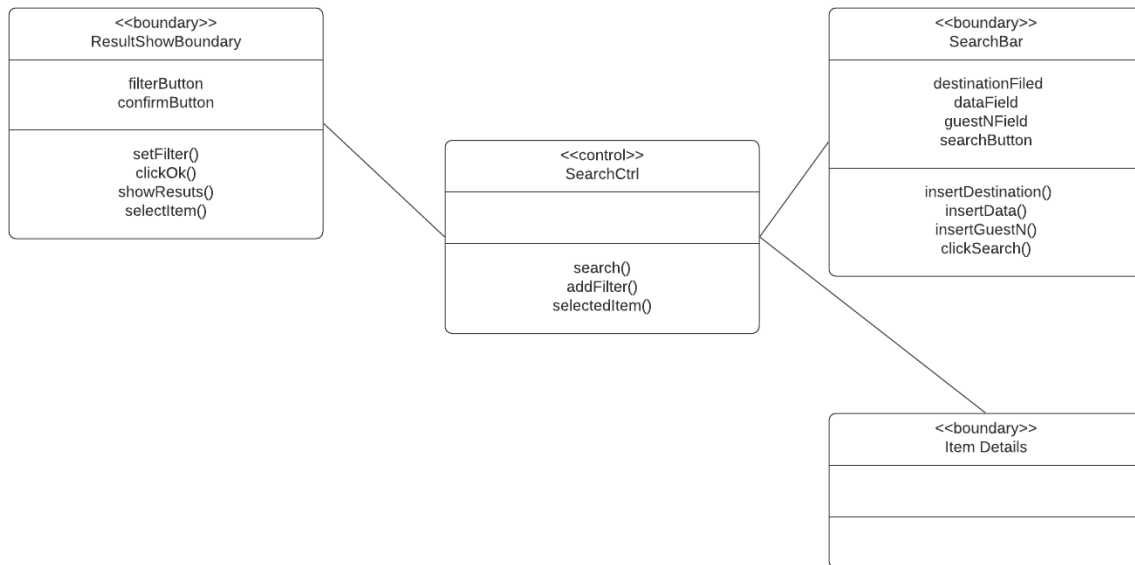 <<boundary>>
ResultShowBoundary
filterButton
confirmButton
setFilter()
clickOk()
showResuts()
selectItem()
<<control>>
SearchCtrl
search()
addFilter()
selectedItem()
<<boundary>>
SearchBar
destinationFiled
dataField
guestNField
searchButton
insertDestination()
insertData()
insertGuestN()
clickSearch()
<<boundary>>
Item Details